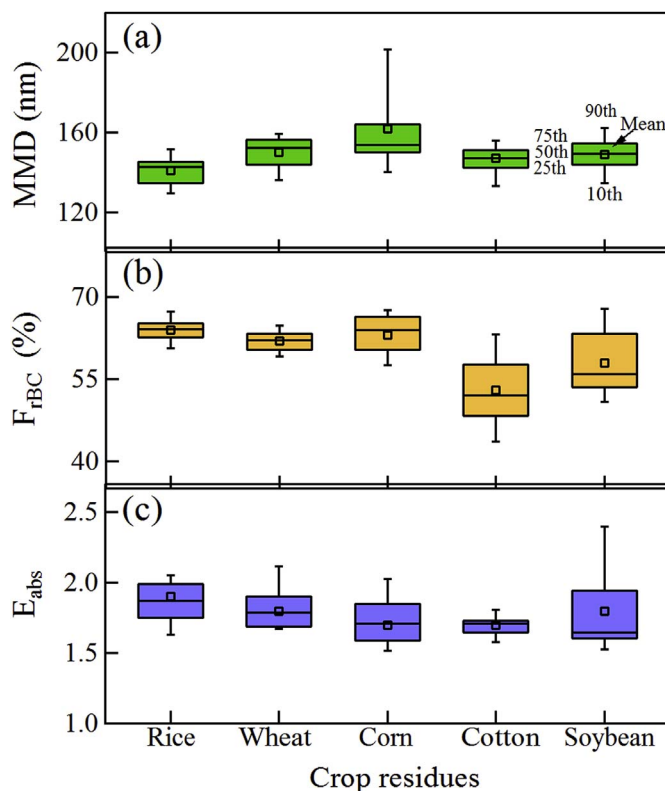 (a)
MMD (nm)
200
160
120
90th
Mean
75th
50th
25th
10th
(b)
F_rBC (%)
70
55
40
(c)
E_abs
2.5
2.0
1.5
1.0
Rice Wheat Corn Cotton Soybean
Crop residues